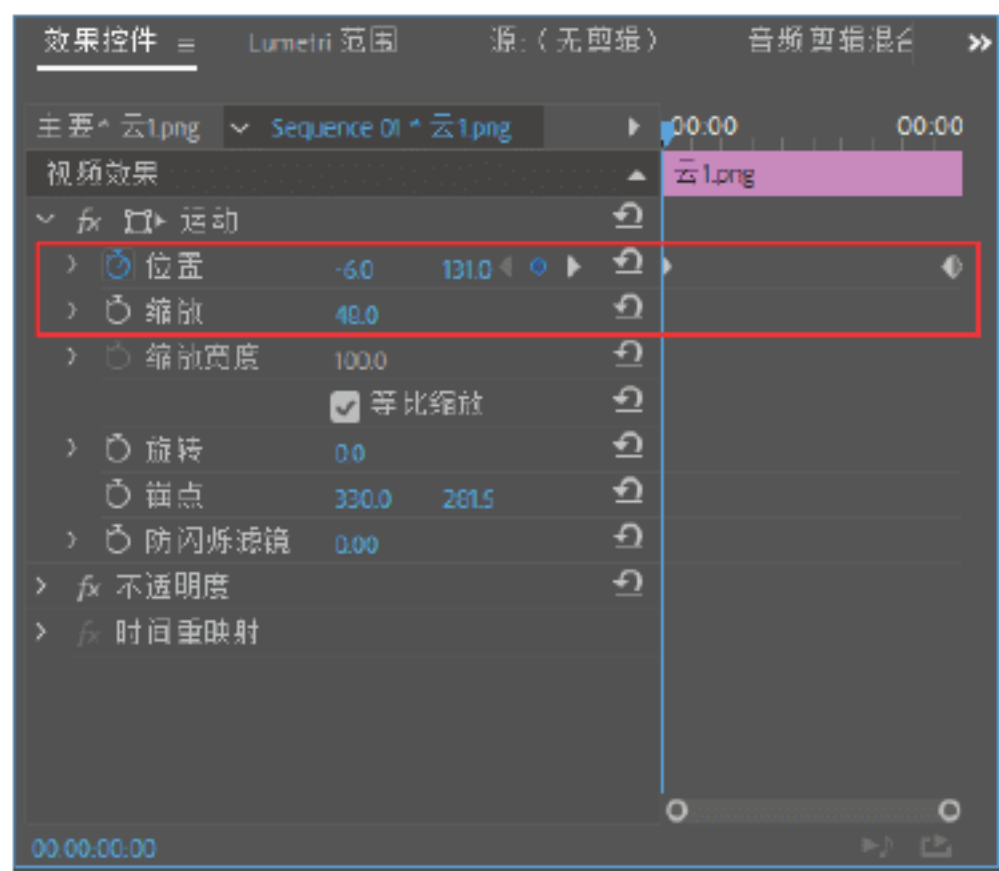 效果控件 ≡ Lumetri 范围 源:（无剪辑） 音频剪辑混合 »
主要* 云1.png Sequence 01 * 云1.png 00:00 00:00
视频效果 云1.png
fx 运动
位置 -6.0 131.0
缩放 48.0
缩放宽度 100.0
等比缩放
旋转 0.0
锚点 330.0 281.5
防闪烁滤镜 0.00
fx 不透明度
fx 时间重映射
00:00:00:00